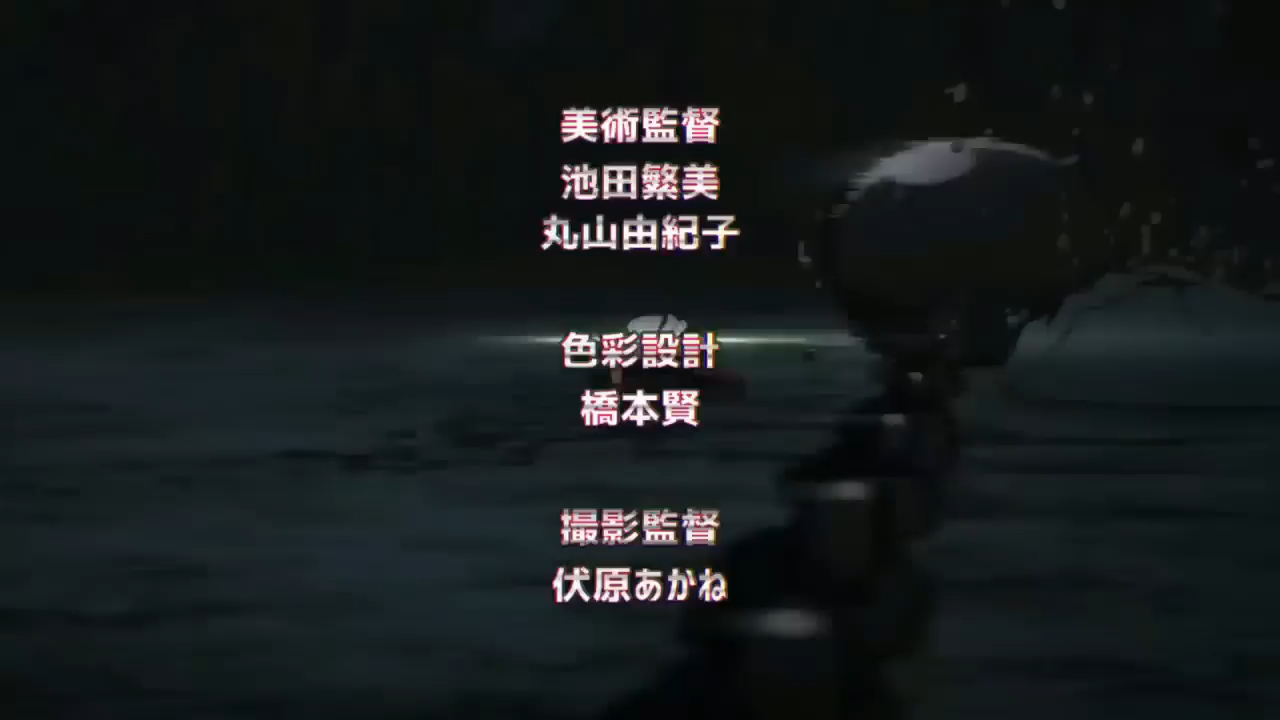 美術監督
池田繁美
丸山由紀子
色彩設計
橋本賢
撮影監督
伏原あかね